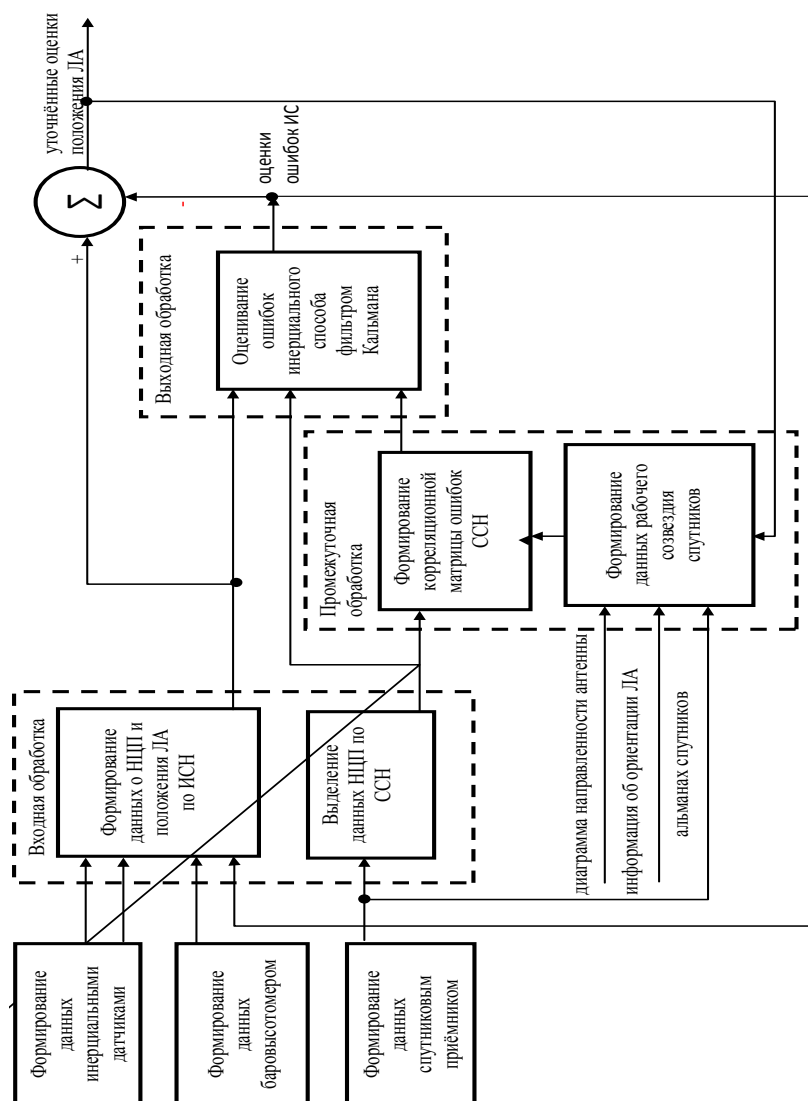 Формирование
данных
инерциальными
датчиками
Формирование
данных
баровысотомером
Формирование
данных
спутниковым
приёмником
Входная обработка
Формирование
данных о НЦП и
положения ЛА
по ИСН
Выделение
данных НЦП по
ССН
диаграмма направленности антенны
информация об ориентации ЛА
альманах спутников
Промежуточная
обработка
Формирование
корреляционной
матрицы ошибок
ССН
Формирование
данных рабочего
созвездия
спутников
Выходная обработка
Оценивание
ошибок
инерциального
способа
фильтром
Кальмана
+
-
Σ
оценки
ошибок ИС
уточнённые оценки
положения ЛА